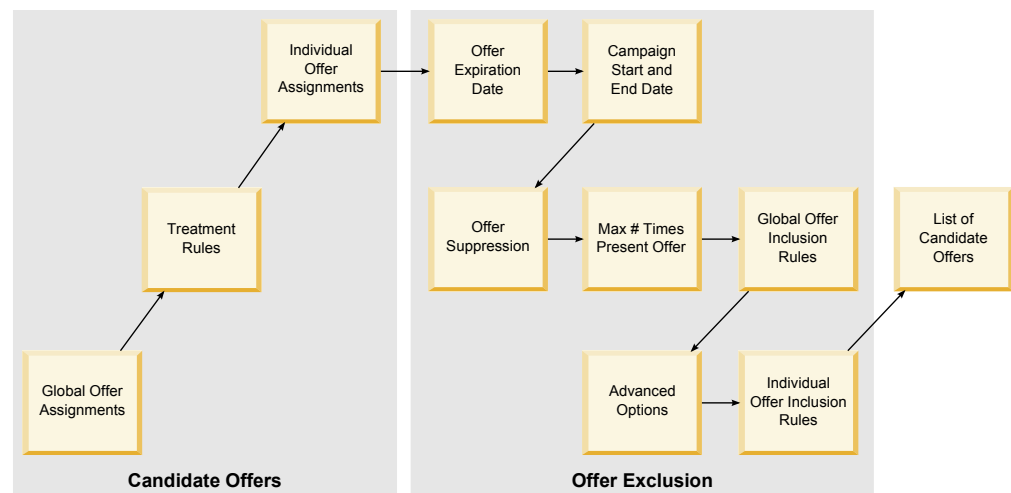 Global Offer
Assignments
Treatment
Rules
Individual
Offer
Assignments
Candidate Offers
Offer
Expiration
Date
Campaign
Start and
End Date
Offer
Suppression
Max # Times
Present Offer
Global Offer
Inclusion
Rules
Advanced
Options
Individual
Offer Inclusion
Rules
Offer Exclusion
List of
Candidate
Offers